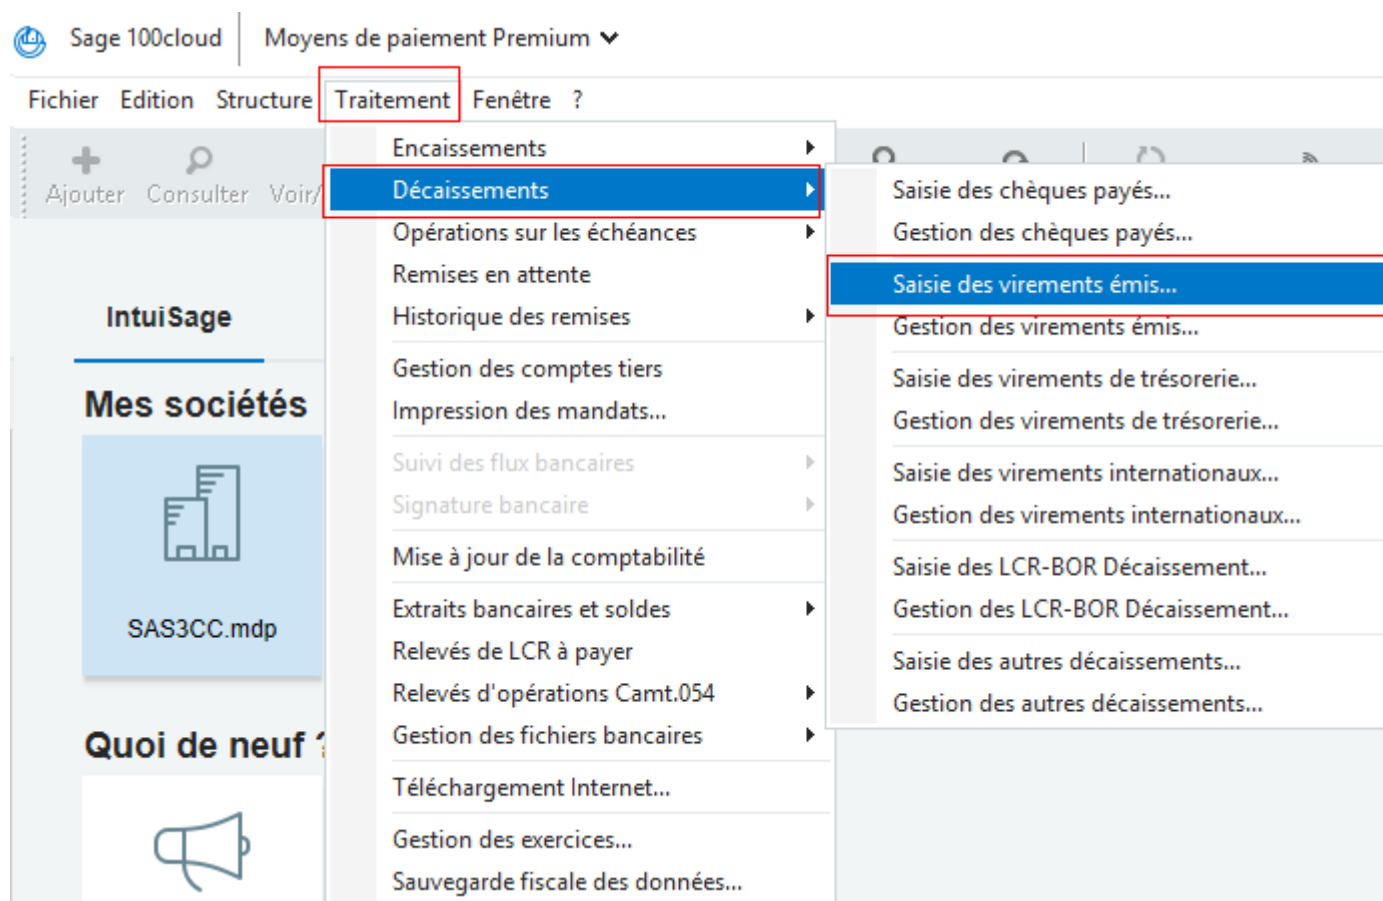 Sage 100cloud Moyens de paiement Premium
Fichier Edition Structure Traitement Fenêtre ?
Ajouter Consulter Voir/
Encaissements
Décaissements
Opérations sur les échéances
Remises en attente
Historique des remises
Gestion des comptes tiers
Impression des mandats...
Suivi des flux bancaires
Signature bancaire
Mise à jour de la comptabilité
Extraits bancaires et soldes
Relevés de LCR à payer
Relevés d'opérations Camt.054
Gestion des fichiers bancaires
Téléchargement Internet...
Gestion des exercices...
Sauvegarde fiscale des données...
Saisie des chèques payés...
Gestion des chèques payés...
Saisie des virements émis...
Gestion des virements émis...
Saisie des virements de trésorerie...
Gestion des virements de trésorerie...
Saisie des virements internationaux...
Gestion des virements internationaux...
Saisie des LCR-BOR Décaissement...
Gestion des LCR-BOR Décaissement...
Saisie des autres décaissements...
Gestion des autres décaissements...
IntuiSage
Mes sociétés
SAS3CC.mdp
Quoi de neuf ?